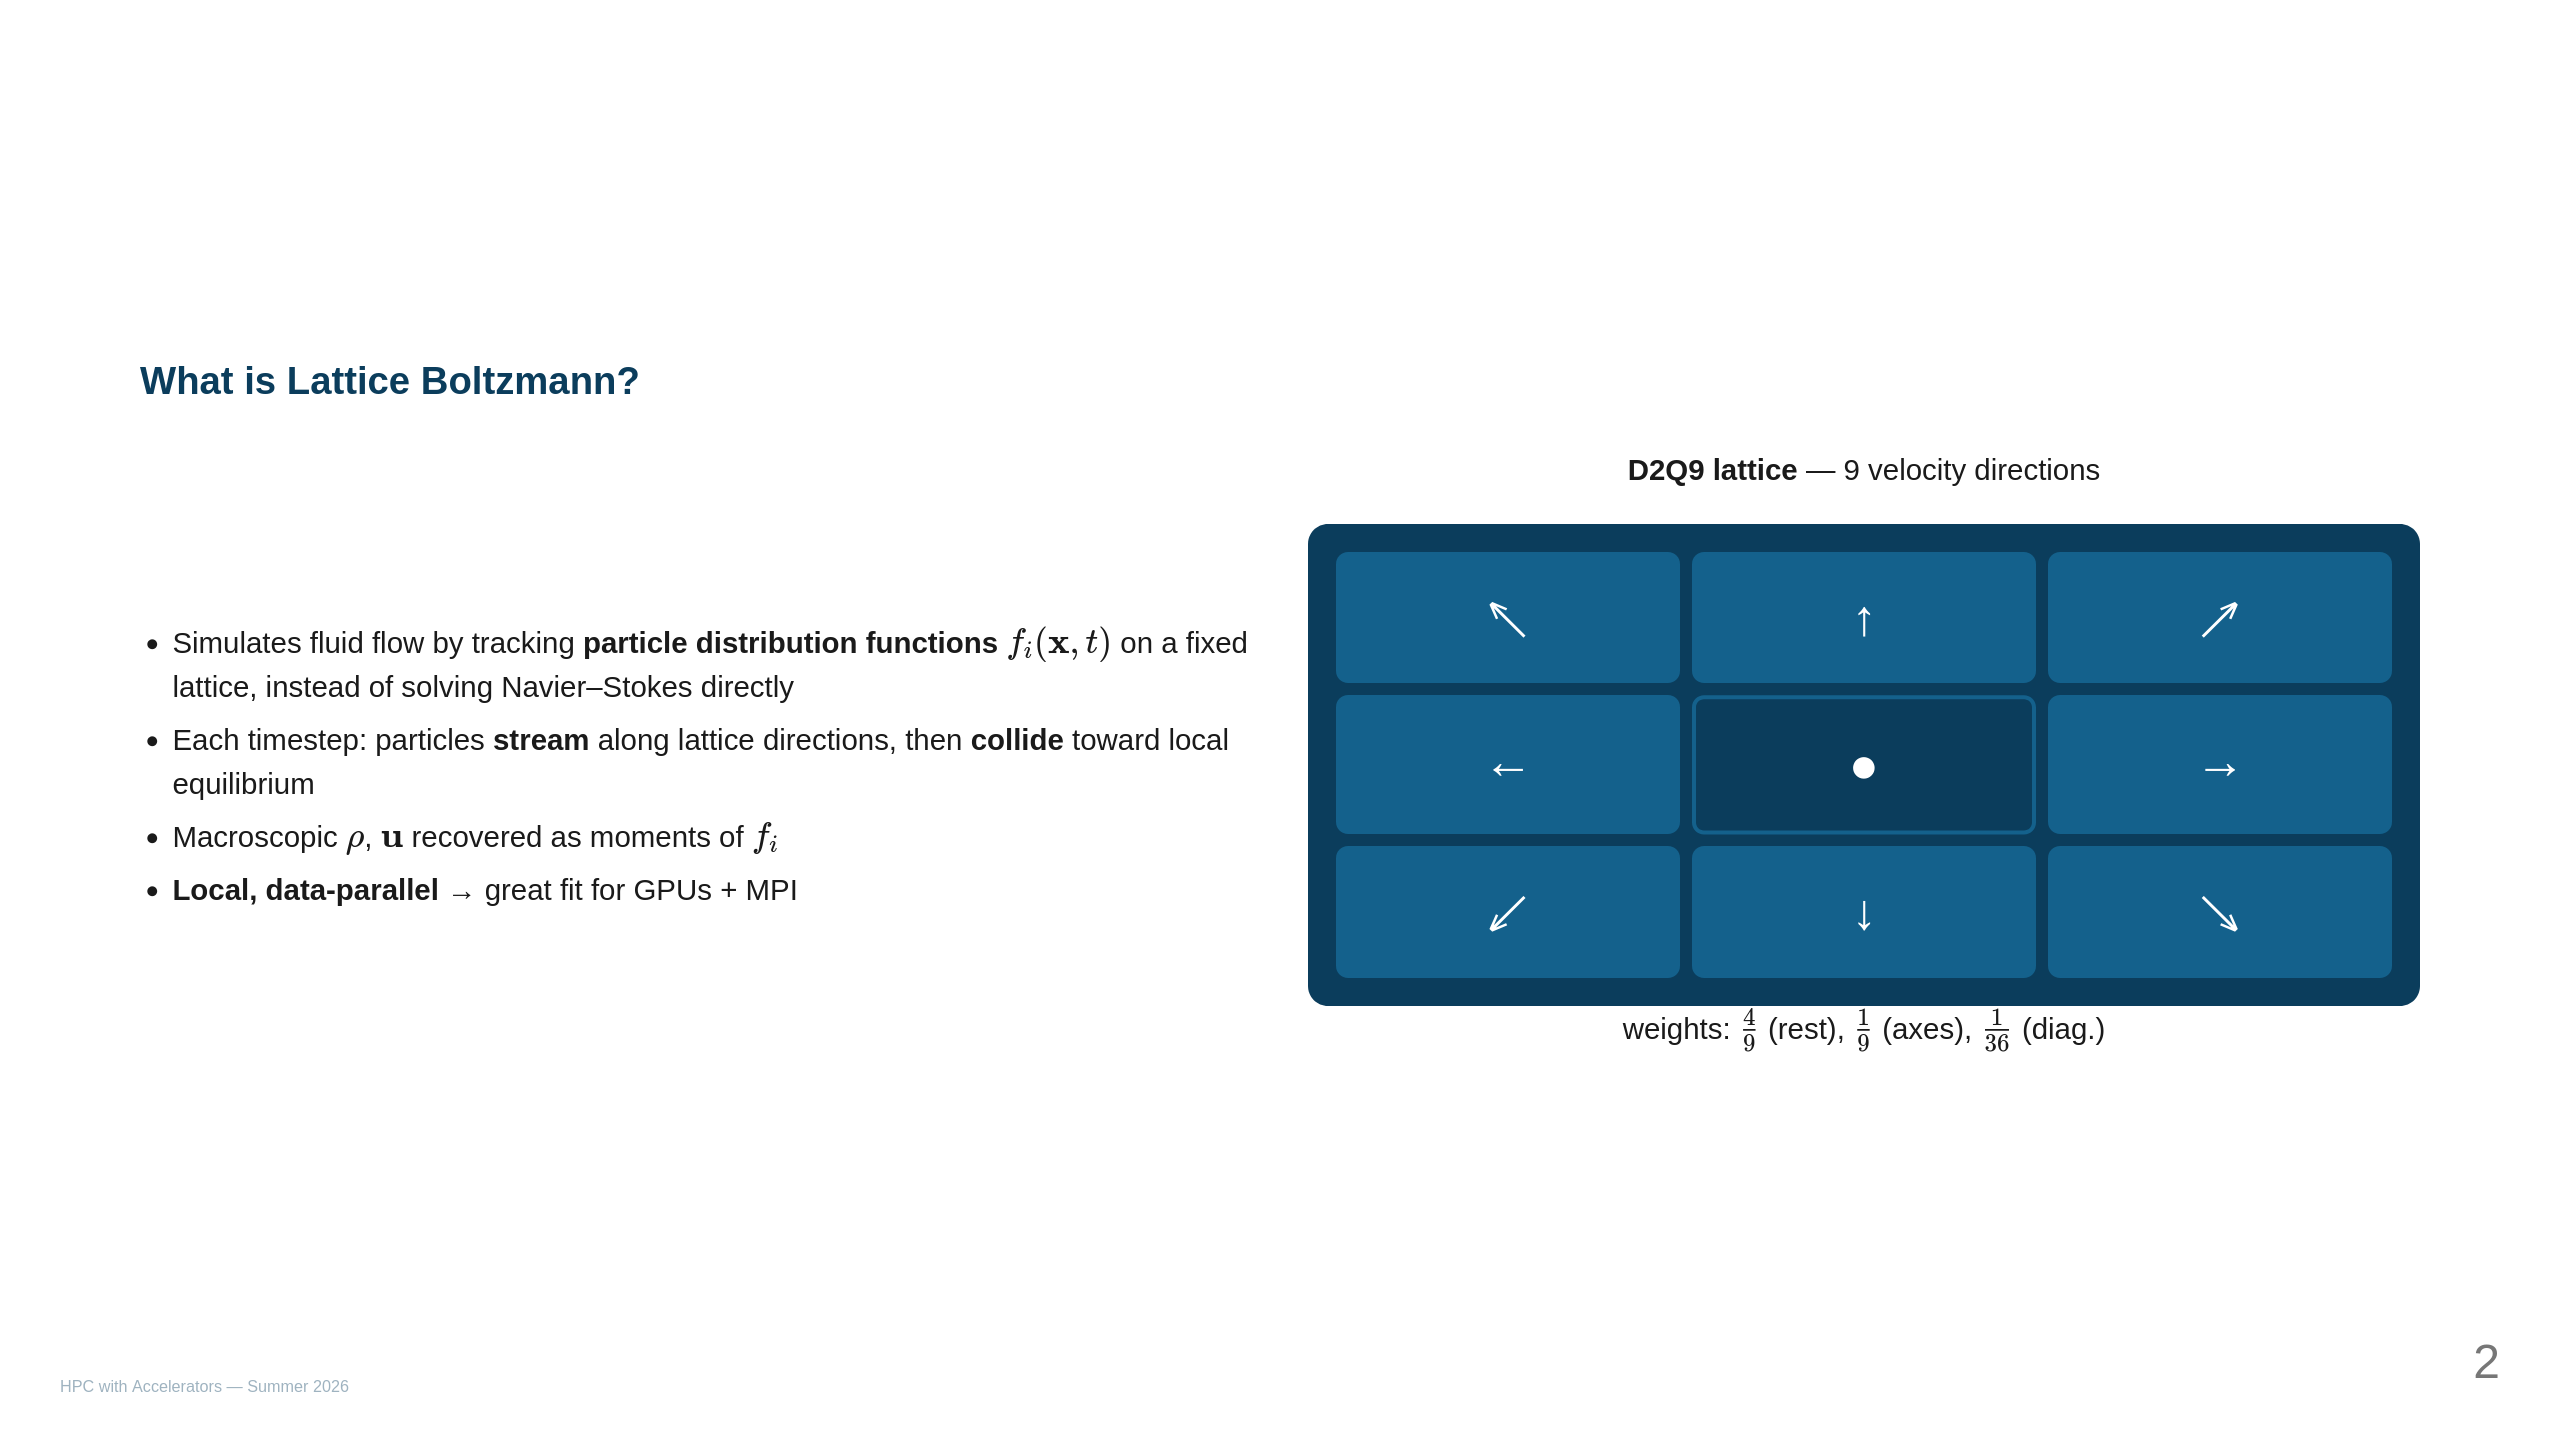 What is Lattice Boltzmann?
• Simulates fluid flow by tracking particle distribution functions fᵢ(𝐱, t) on a fixed
lattice, instead of solving Navier–Stokes directly
• Each timestep: particles stream along lattice directions, then collide toward local
equilibrium
• Macroscopic ρ, 𝐮 recovered as moments of fᵢ
• Local, data-parallel → great fit for GPUs + MPI
D2Q9 lattice — 9 velocity directions
↖ ↑ ↗
← ● →
↙ ↓ ↘
weights: 4/9 (rest), 1/9 (axes), 1/36 (diag.)
HPC with Accelerators — Summer 2026
2